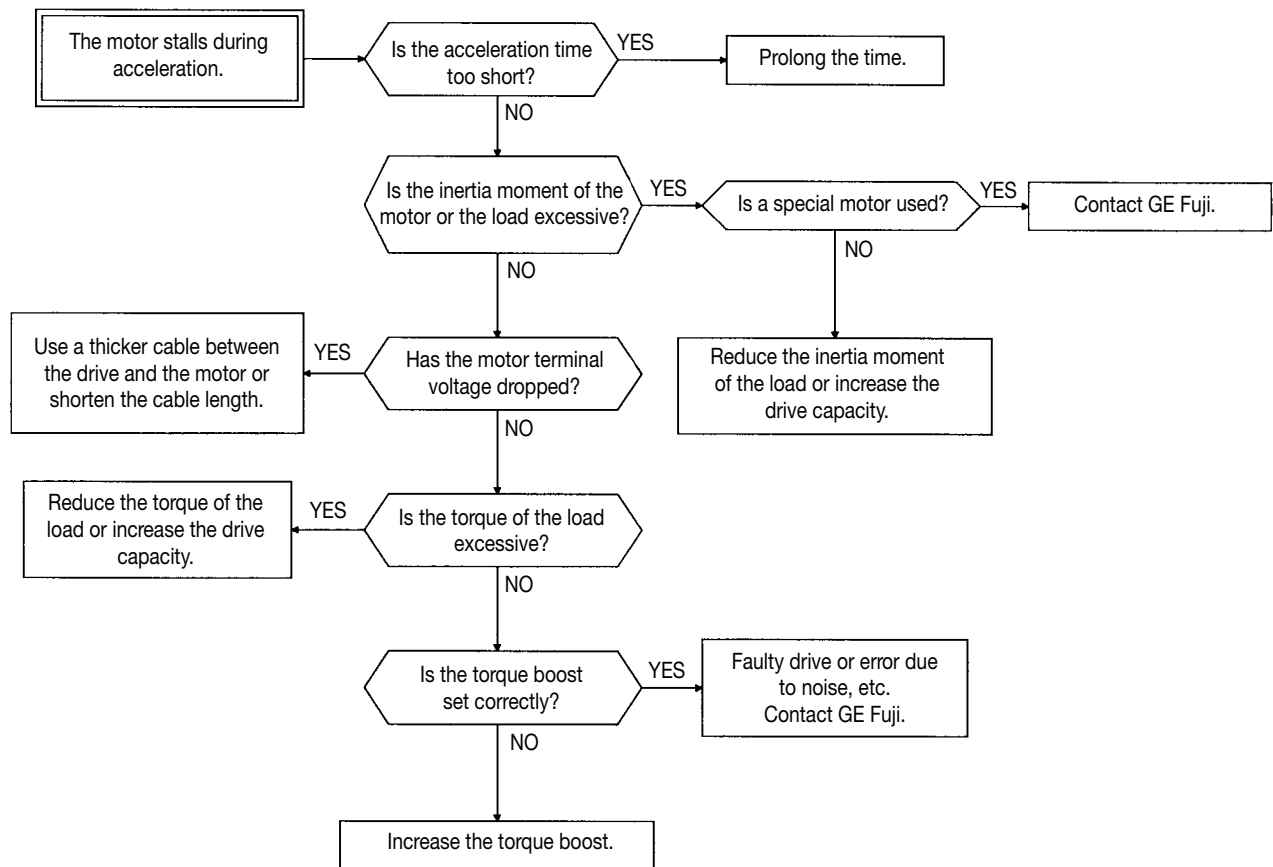 The motor stalls during
acceleration.
Is the acceleration time
too short?
YES
Prolong the time.
NO
Is the inertia moment of the
motor or the load excessive?
YES
Is a special motor used?
YES
Contact GE Fuji.
NO
NO
Use a thicker cable between
the drive and the motor or
shorten the cable length.
YES
Has the motor terminal
voltage dropped?
Reduce the inertia moment
of the load or increase the
drive capacity.
NO
Reduce the torque of the
load or increase the drive
capacity.
YES
Is the torque of the load
excessive?
NO
Is the torque boost
set correctly?
YES
Faulty drive or error due
to noise, etc.
Contact GE Fuji.
NO
Increase the torque boost.